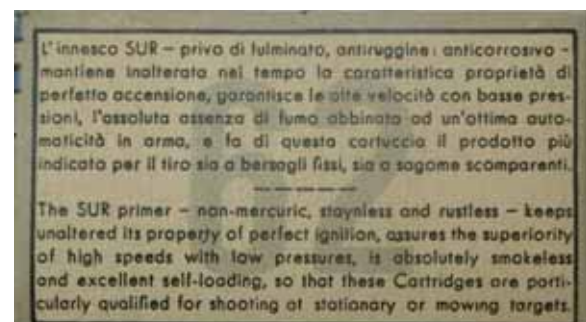 L'innesco SUR – privo di fulminato, antiruggine, anticorrosivo –
mantiene inalterata nel tempo la caratteristica proprietà di
perfetta accensione, garantisce le alte velocità con basse pres-
sioni, l'assoluta assenza di fumo abbinata ad un'ottima auto-
maticità in arma, e fa di questa cartuccia il prodotto più
indicato per il tiro sia a bersagli fissi, sia a sagome scomparenti.
The SUR primer – non-mercuric, staynless and rustless – keeps
unaltered its property of perfect ignition, assures the superiority
of high speeds with low pressures, is absolutely smokeless
and excellent self-loading, so that these Cartridges are parti-
cularly qualified for shooting at stationary or mowing targets.